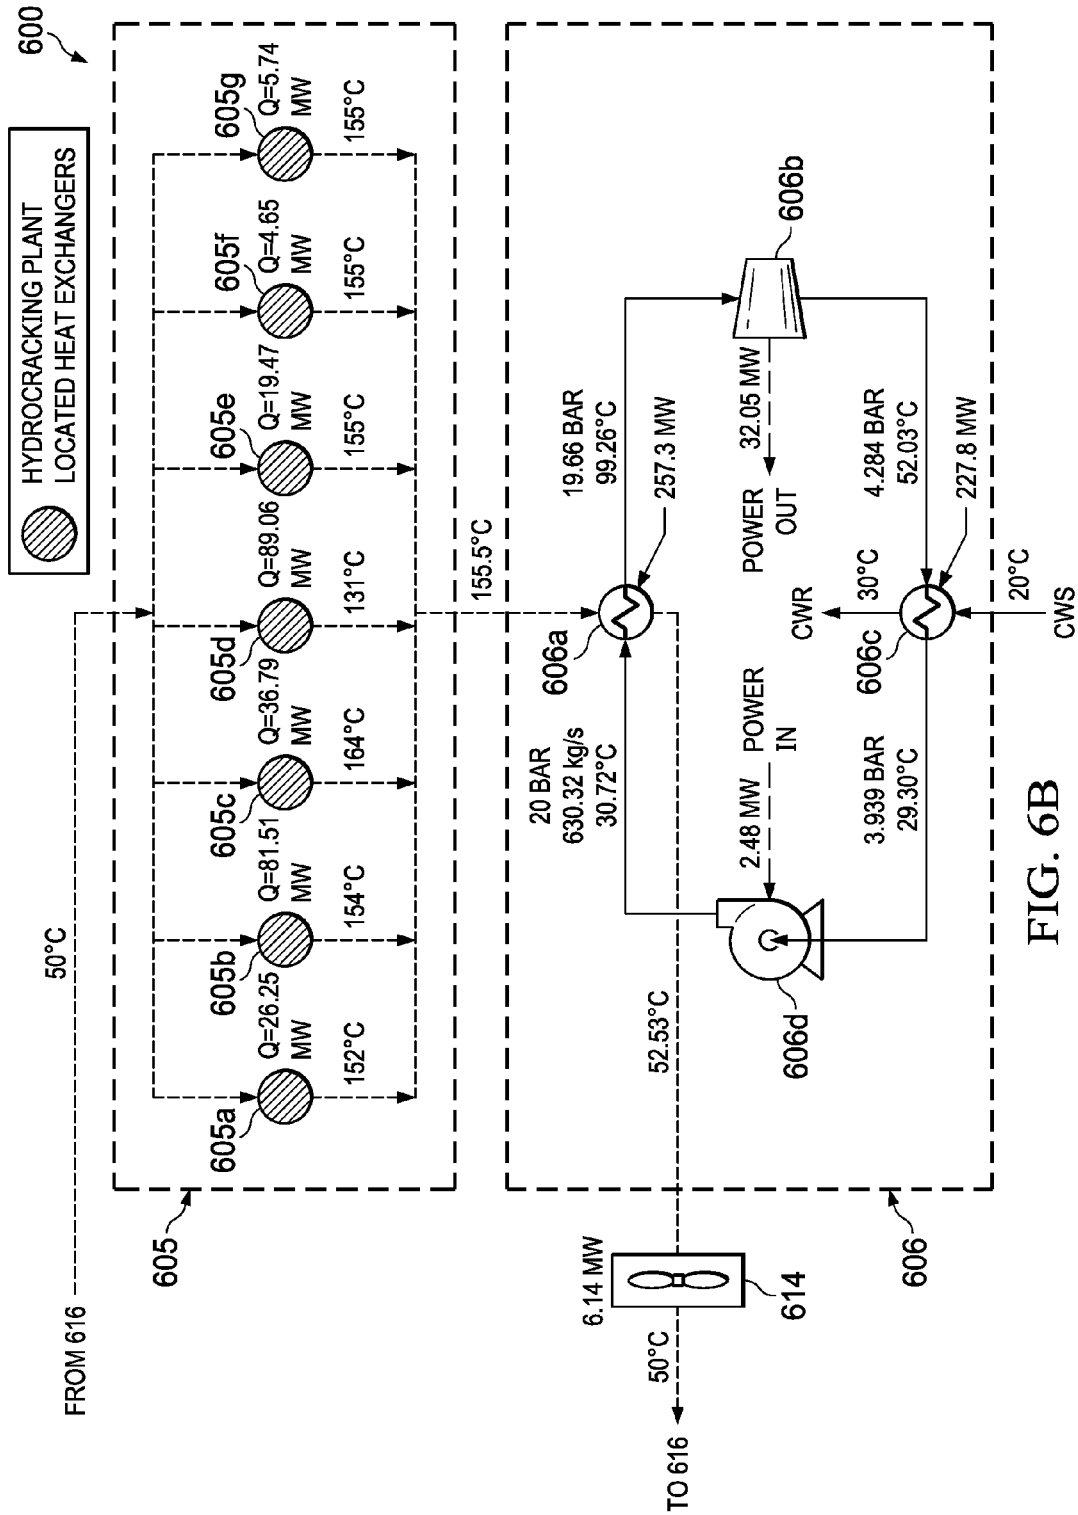 600
HYDROCRACKING PLANT
LOCATED HEAT EXCHANGERS
FROM 616
50°C
605
605a
Q=26.25
MW
152°C
605b
Q=81.51
MW
154°C
605c
Q=36.79
MW
164°C
605d
Q=89.06
MW
131°C
605e
Q=19.47
MW
155°C
605f
Q=4.65
MW
155°C
605g
Q=5.74
MW
155°C
155.5°C
TO 616
50°C
6.14 MW
614
52.53°C
606
20 BAR
630.32 kg/s
30.72°C
606a
19.66 BAR
99.26°C
257.3 MW
606b
32.05 MW
POWER
OUT
606d
2.48 MW
POWER
IN
CWR
30°C
606c
3.939 BAR
29.30°C
4.284 BAR
52.03°C
227.8 MW
20°C
CWS
FIG. 6B